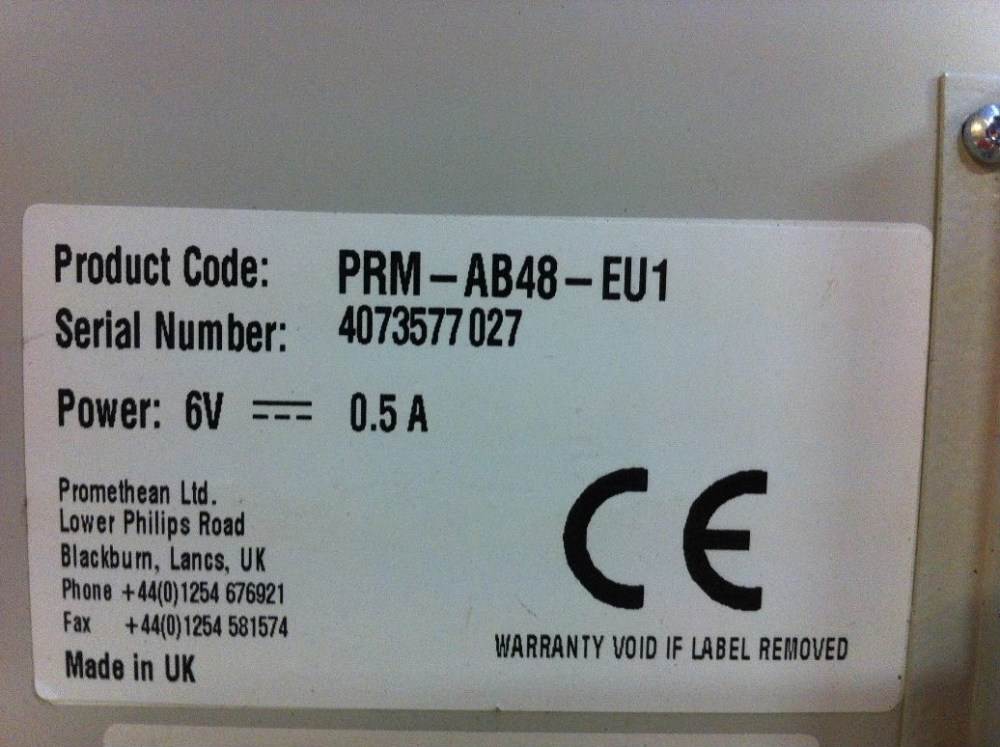 Product Code: PRM-AB48-EU1
Serial Number: 4073577027
Power: 6V ⎓ 0.5 A
Promethean Ltd.
Lower Philips Road
Blackburn, Lancs, UK
Phone +44(0)1254 676921
Fax +44(0)1254 581574
Made in UK
CE
WARRANTY VOID IF LABEL REMOVED